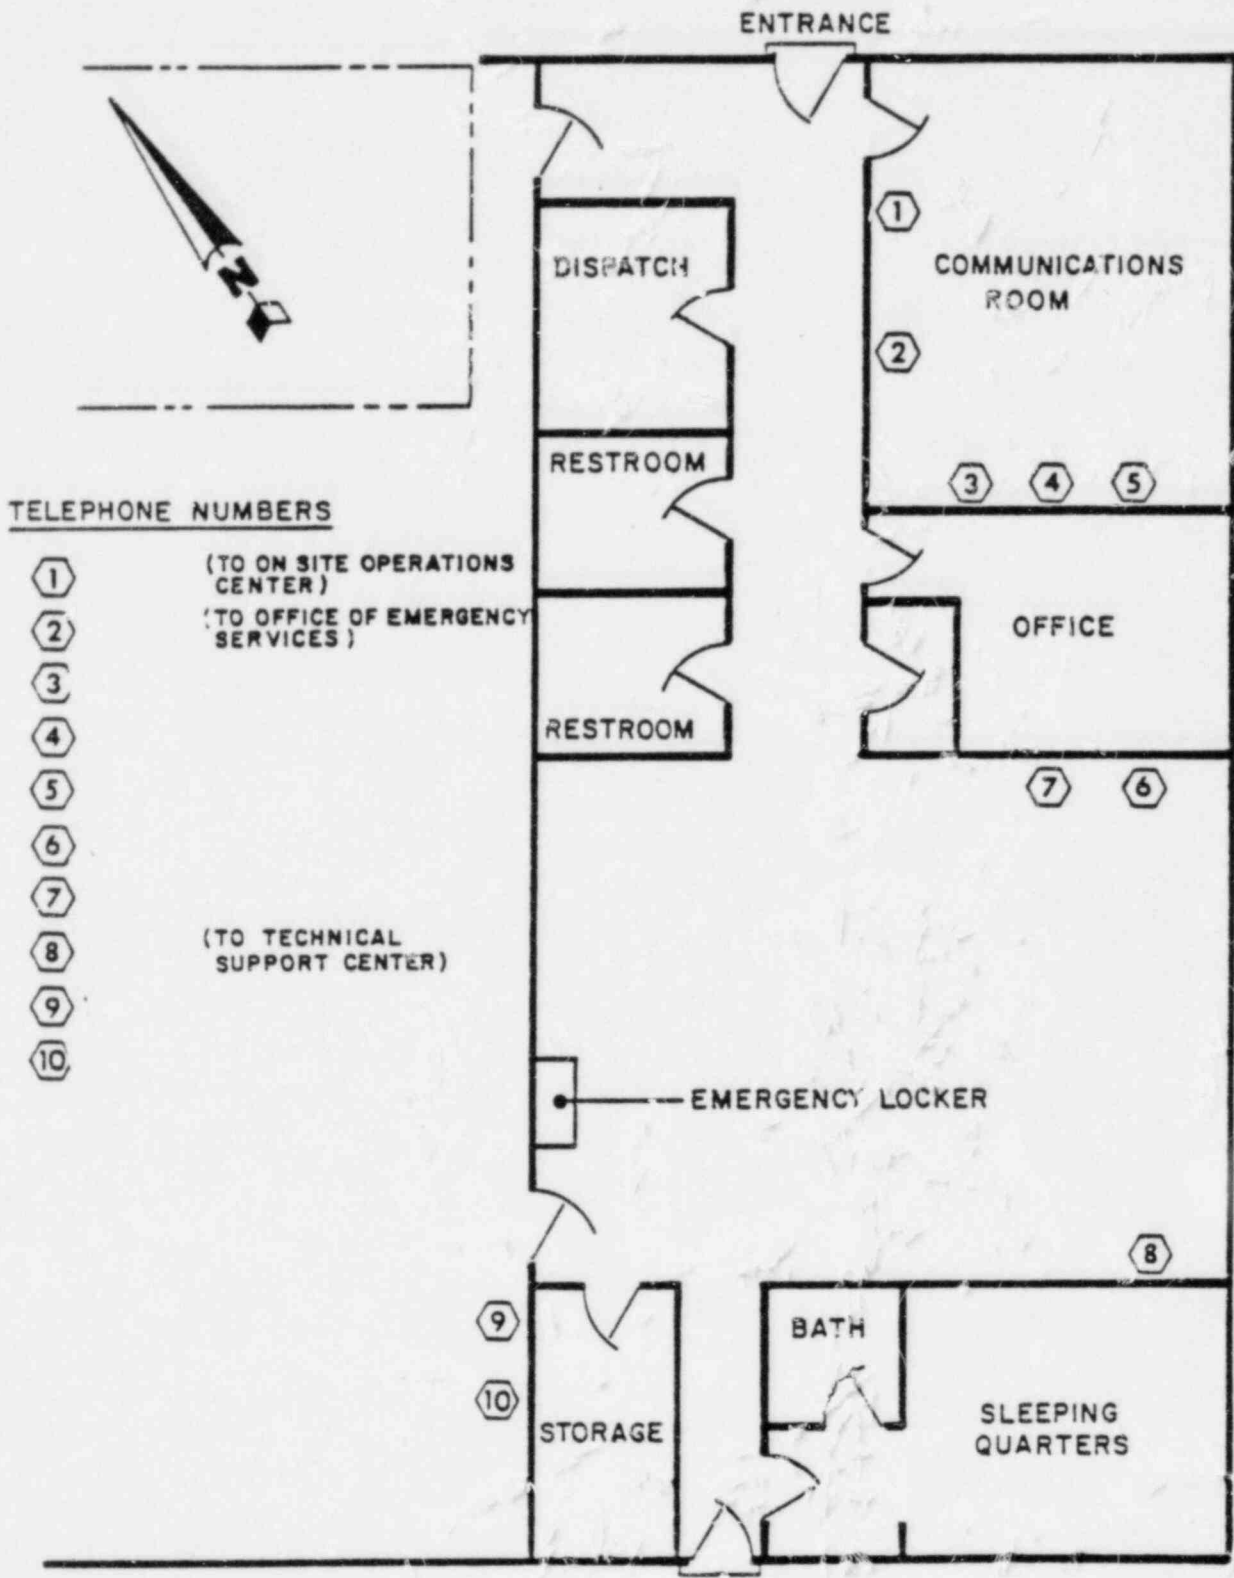 ENTRANCE
N
1
DISPATCH
COMMUNICATIONS
ROOM
2
RESTROOM
3 4 5
TELEPHONE NUMBERS
1 (TO ON SITE OPERATIONS
CENTER)
2 (TO OFFICE OF EMERGENCY
SERVICES)
3
4
5
6
7
8 (TO TECHNICAL
SUPPORT CENTER)
9
10
OFFICE
RESTROOM
7 6
EMERGENCY LOCKER
8
9
BATH
10
STORAGE
SLEEPING
QUARTERS